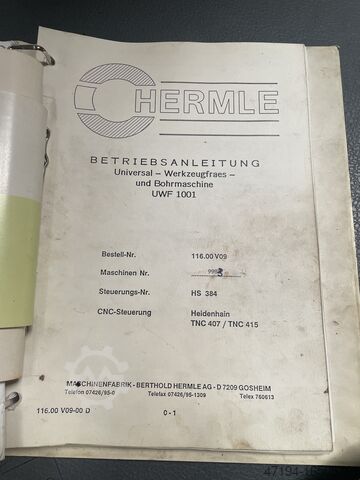 HERMLE
BETRIEBSANLEITUNG
Universal - Werkzeugfraes -
und Bohrmaschine
UWF 1001
Bestell-Nr. 116.00 V09
Maschinen Nr.
Steuerungs-Nr. HS 384
CNC-Steuerung Heidenhain
TNC 407 / TNC 415
MASCHINENFABRIK - BERTHOLD HERMLE AG - D 7209 GOSHEIM
Telefon 07426/95-0 Telefax 07426/95-1309 Telex 760613
116.00 V09-00 D 0-1